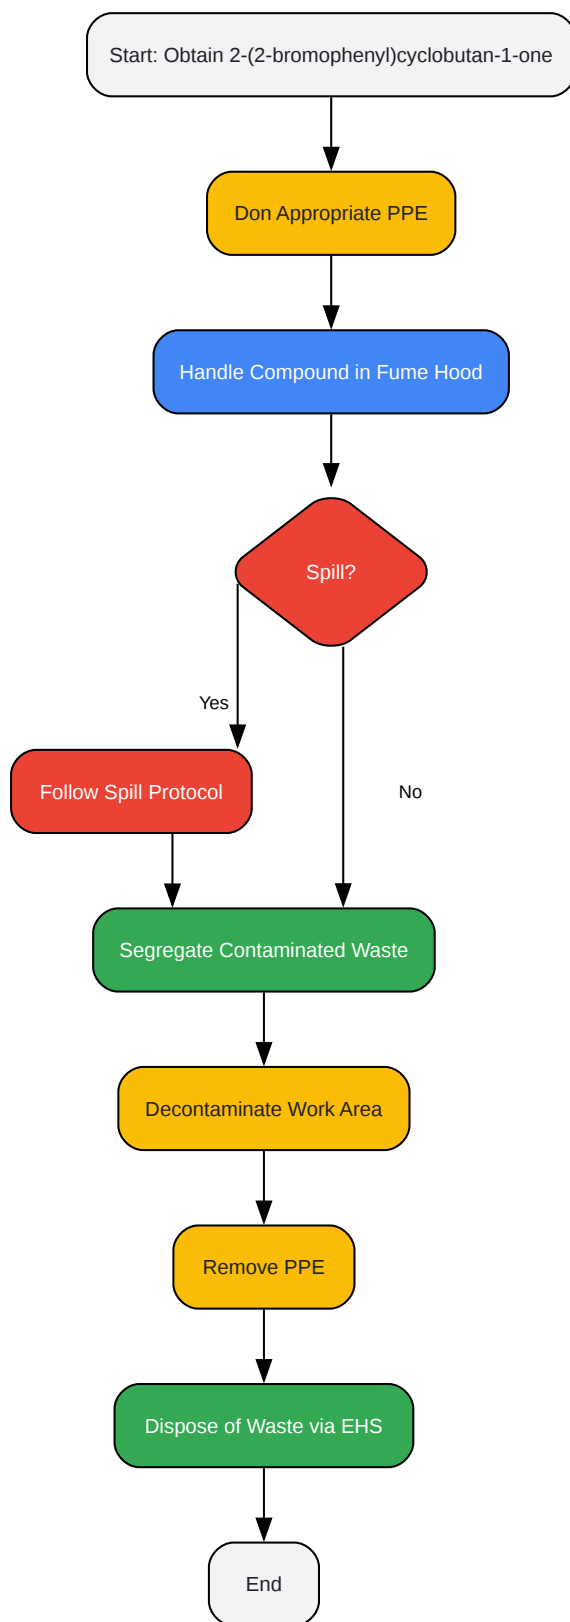 Start: Obtain 2-(2-bromophenyl)cyclobutan-1-one
Don Appropriate PPE
Handle Compound in Fume Hood
Spill?
Yes
Follow Spill Protocol
No
Segregate Contaminated Waste
Decontaminate Work Area
Remove PPE
Dispose of Waste via EHS
End